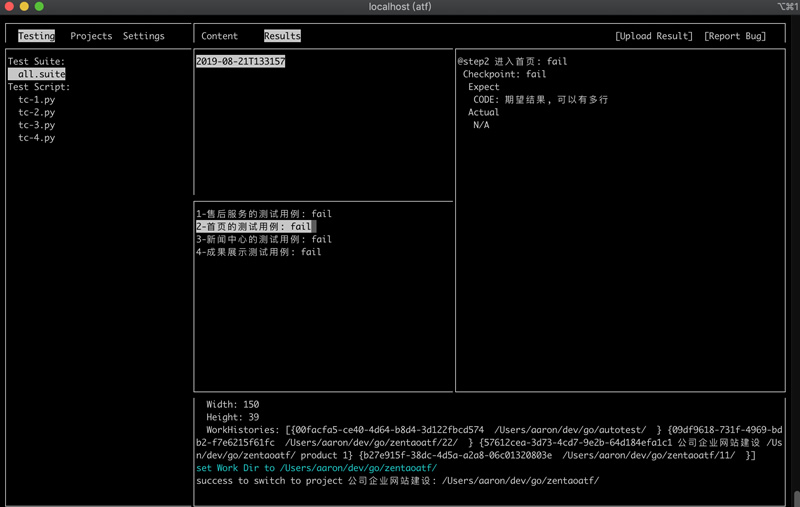 localhost (atf)
⌥⌘1
Testing Projects Settings
Content Results
[Upload Result] [Report Bug]
Test Suite:
all.suite
Test Script:
tc-1.py
tc-2.py
tc-3.py
tc-4.py
2019-08-21T133157
1-售后服务的测试用例: fail
2-首页的测试用例: fail
3-新闻中心的测试用例: fail
4-成果展示测试用例: fail
@step2 进入首页: fail
Checkpoint: fail
Expect
CODE: 期望结果, 可以有多行
Actual
N/A
Width: 150
Height: 39
WorkHistories: [{00facfa5-ce40-4d64-b8d4-3d122fbcd574 /Users/aaron/dev/go/autotest/ } {09df9618-731f-4969-bd
b2-f7e6215f61fc /Users/aaron/dev/go/zentaoatf/22/ } {57612cea-3d73-4cd7-9e2b-64d184efa1c1 公司企业网站建设 /Us
n/dev/go/zentaoatf/ product 1} {b27e915f-38dc-4d5a-a2a8-06c01320803e /Users/aaron/dev/go/zentaoatf/11/ }]
set Work Dir to /Users/aaron/dev/go/zentaoatf/
success to switch to project 公司企业网站建设: /Users/aaron/dev/go/zentaoatf/